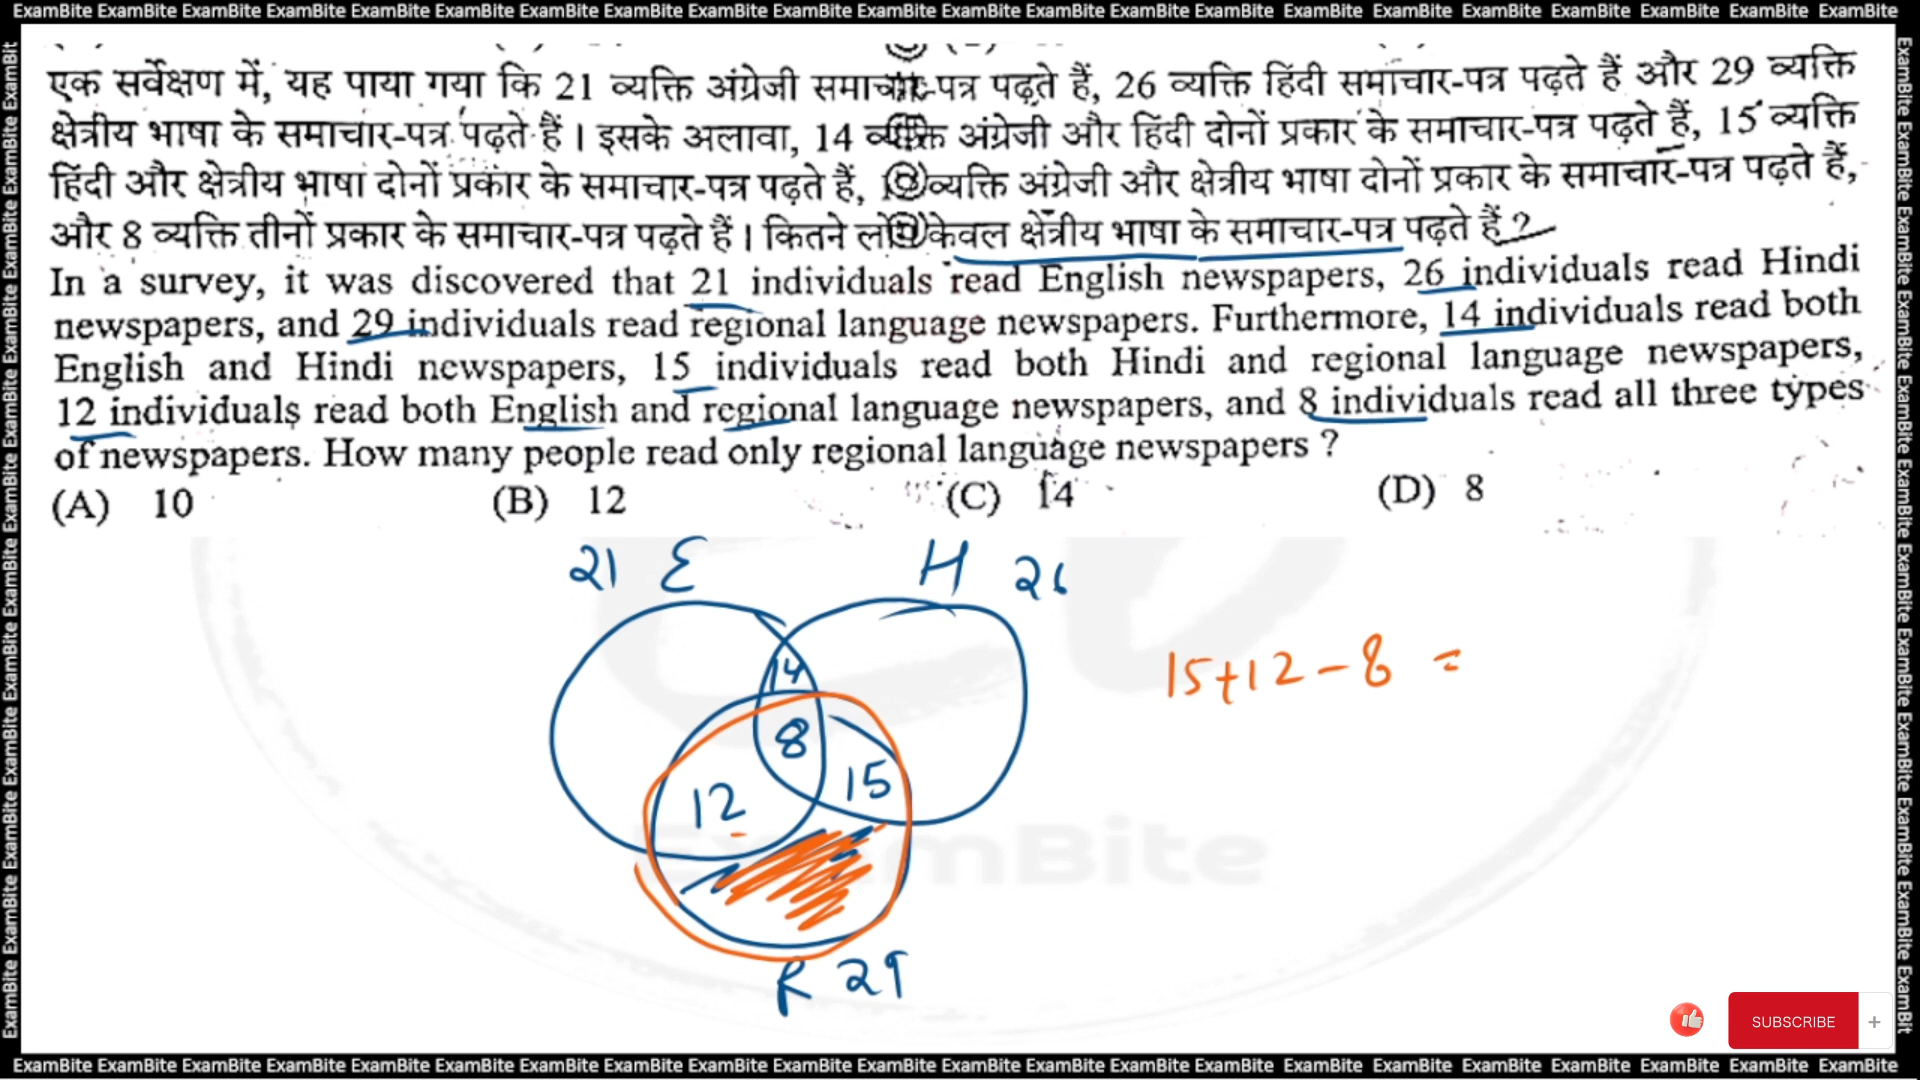 ExamBite ExamBite ExamBite ExamBite ExamBite ExamBite ExamBite ExamBite ExamBite ExamBite ExamBite ExamBite ExamBite ExamBite ExamBite ExamBite ExamBite ExamBite ExamBite ExamBite ExamBite
एक सर्वेक्षण में, यह पाया गया कि 21 व्यक्ति अंग्रेजी समाचार-पत्र पढ़ते हैं, 26 व्यक्ति हिंदी समाचार-पत्र पढ़ते हैं और 29 व्यक्ति
क्षेत्रीय भाषा के समाचार-पत्र पढ़ते हैं । इसके अलावा, 14 व्यक्ति अंग्रेजी और हिंदी दोनों प्रकार के समाचार-पत्र पढ़ते हैं, 15 व्यक्ति
हिंदी और क्षेत्रीय भाषा दोनों प्रकार के समाचार-पत्र पढ़ते हैं, व्यक्ति अंग्रेजी और क्षेत्रीय भाषा दोनों प्रकार के समाचार-पत्र पढ़ते हैं,
और 8 व्यक्ति तीनों प्रकार के समाचार-पत्र पढ़ते हैं । कितने केवल क्षेत्रीय भाषा के समाचार-पत्र पढ़ते हैं ?
In a survey, it was discovered that 21 individuals read English newspapers, 26 individuals read Hindi
newspapers, and 29 individuals read regional language newspapers. Furthermore, 14 individuals read both
English and Hindi newspapers, 15 individuals read both Hindi and regional language newspapers,
12 individuals read both English and regional language newspapers, and 8 individuals read all three types
of newspapers. How many people read only regional language newspapers ?
(A) 10 (B) 12 (C) 14 (D) 8
21 E H 26
14
15+12-8 =
8
12 15
ExamBite
R 29
SUBSCRIBE +
ExamBite ExamBite ExamBite ExamBite ExamBite ExamBite ExamBite ExamBite ExamBite ExamBite ExamBite ExamBite ExamBite ExamBite ExamBite ExamBite ExamBite ExamBite ExamBite ExamBite ExamBite